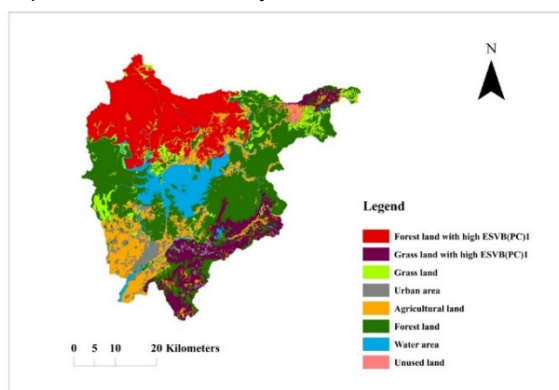 N
Legend
Forest land with high ESVB(PC)1
Grass land with high ESVB(PC)1
Grass land
Urban area
Agricultural land
Forest land
Water area
Unused land
0 5 10 20 Kilometers